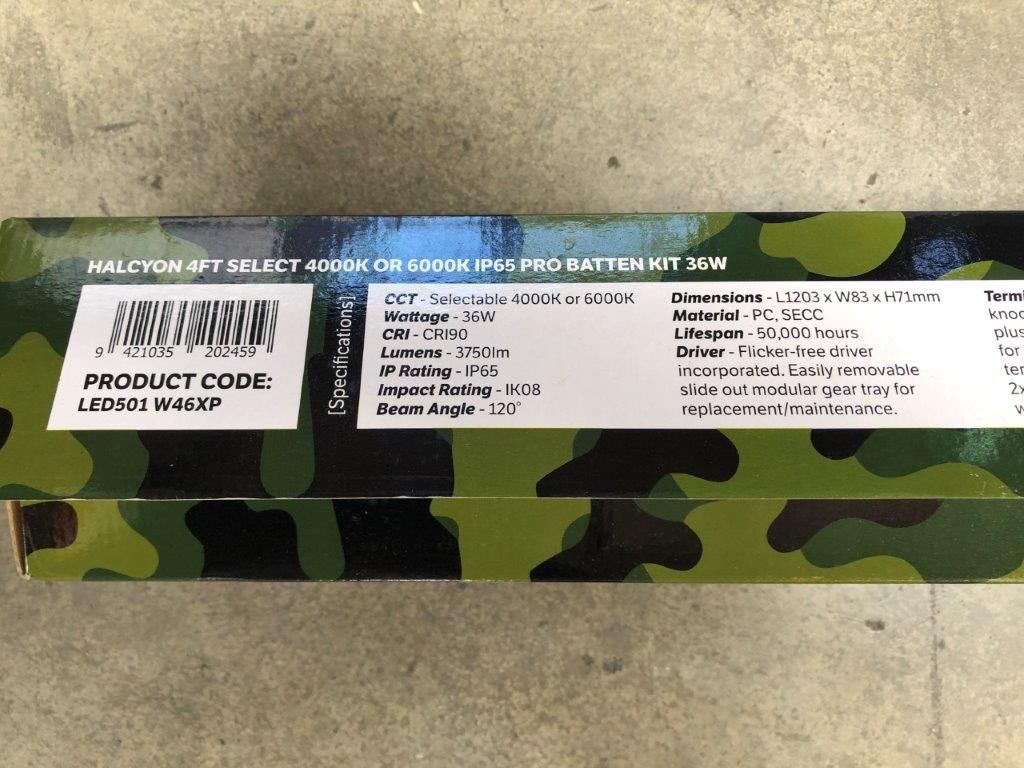 HALCYON 4FT SELECT 4000K OR 6000K IP65 PRO BATTEN KIT 36W
9 421035 202459
PRODUCT CODE:
LED501 W46XP
[Specifications]
CCT - Selectable 4000K or 6000K
Wattage - 36W
CRI - CRI90
Lumens - 3750lm
IP Rating - IP65
Impact Rating - IK08
Beam Angle - 120°
Dimensions - L1203 x W83 x H71mm
Material - PC, SECC
Lifespan - 50,000 hours
Driver - Flicker-free driver
incorporated. Easily removable
slide out modular gear tray for
replacement/maintenance.
plus
for